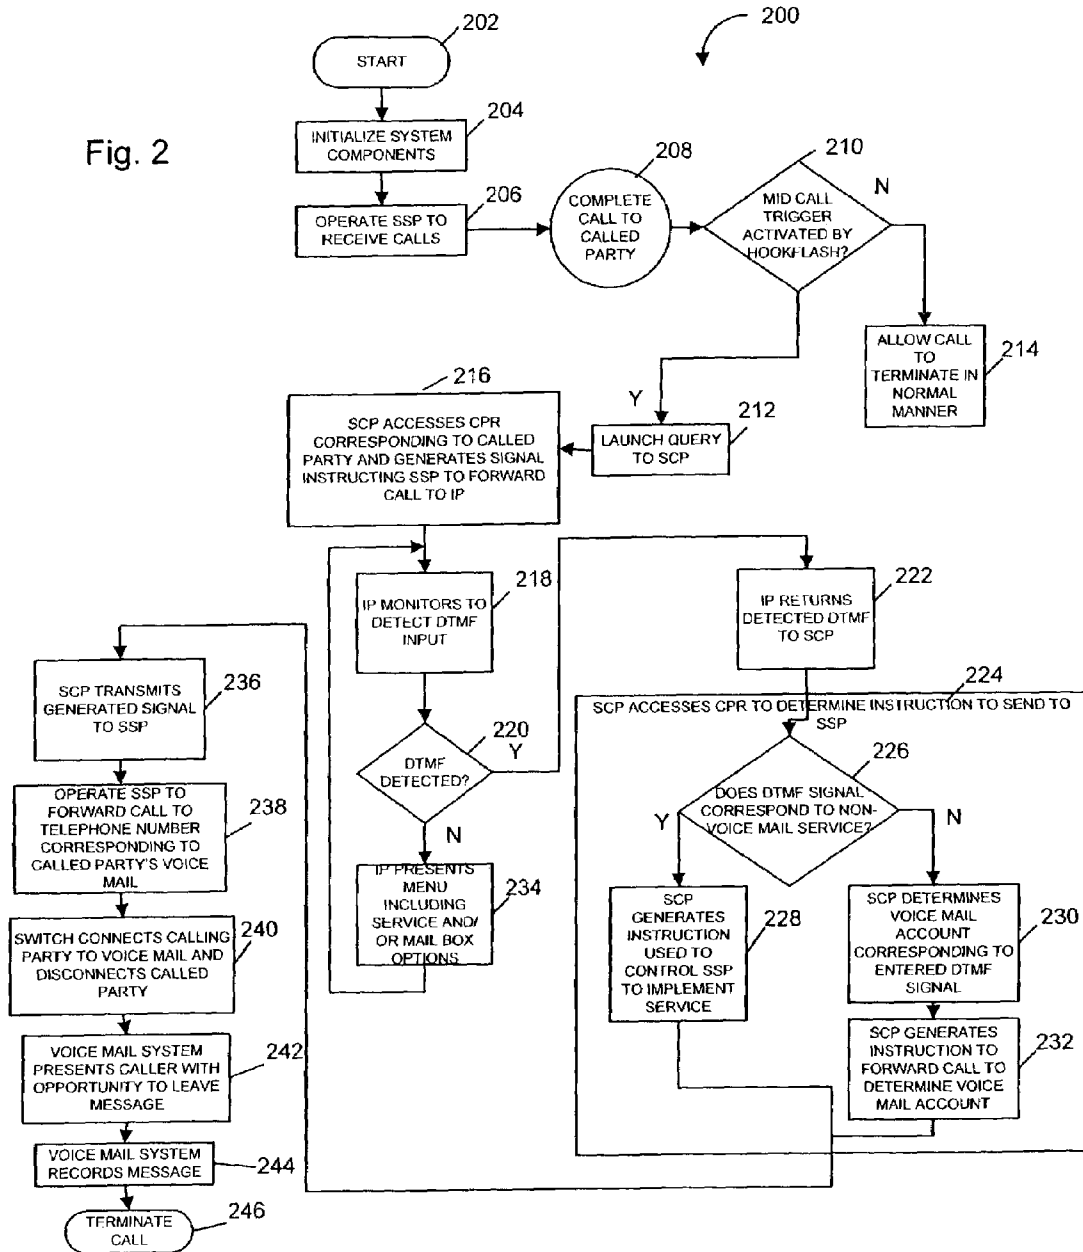 202
200
START
Fig. 2
204
INITIALIZE SYSTEM
COMPONENTS
206
OPERATE SSP TO
RECEIVE CALLS
208
COMPLETE
CALL TO
CALLED
PARTY
210
MID CALL
TRIGGER
ACTIVATED BY
HOOKFLASH?
N
Y
ALLOW CALL
TO
TERMINATE IN
NORMAL
MANNER
214
212
LAUNCH QUERY
TO SCP
216
SCP ACCESSES CPR
CORRESPONDING TO CALLED
PARTY AND GENERATES SIGNAL
INSTRUCTING SSP TO FORWARD
CALL TO IP
218
IP MONITORS TO
DETECT DTMF
INPUT
220
DTMF
DETECTED?
Y
N
IP PRESENTS
MENU
INCLUDING
SERVICE AND/
OR MAIL BOX
OPTIONS
234
222
IP RETURNS
DETECTED DTMF
TO SCP
224
SCP ACCESSES CPR TO DETERMINE INSTRUCTION TO SEND TO
SSP
226
DOES DTMF SIGNAL
CORRESPOND TO NON-
VOICE MAIL SERVICE?
Y
N
SCP
GENERATES
INSTRUCTION
USED TO
CONTROL SSP
TO IMPLEMENT
SERVICE
228
SCP DETERMINES
VOICE MAIL
ACCOUNT
CORRESPONDING TO
ENTERED DTMF
SIGNAL
230
SCP GENERATES
INSTRUCTION TO
FORWARD CALL TO
DETERMINE VOICE
MAIL ACCOUNT
232
SCP TRANSMITS
GENERATED SIGNAL
TO SSP
236
OPERATE SSP TO
FORWARD CALL TO
TELEPHONE NUMBER
CORRESPONDING TO
CALLED PARTY'S VOICE
MAIL
238
SWITCH CONNECTS CALLING
PARTY TO VOICE MAIL AND
DISCONNECTS CALLED
PARTY
240
VOICE MAIL SYSTEM
PRESENTS CALLER WITH
OPPORTUNITY TO LEAVE
MESSAGE
242
VOICE MAIL SYSTEM
RECORDS MESSAGE
244
TERMINATE
CALL
246